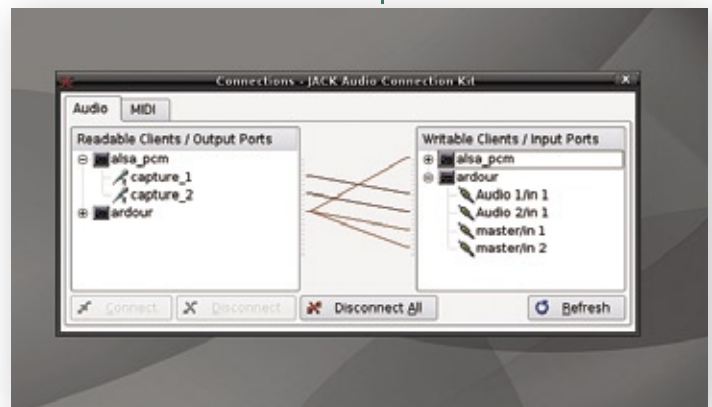 Connections - JACK Audio Connection Kit
Audio MIDI
Readable Clients / Output Ports
alsa_pcm
capture_1
capture_2
ardour
Writable Clients / Input Ports
alsa_pcm
ardour
Audio 1/in 1
Audio 2/in 1
master/in 1
master/in 2
Connect Disconnect Disconnect All Refresh